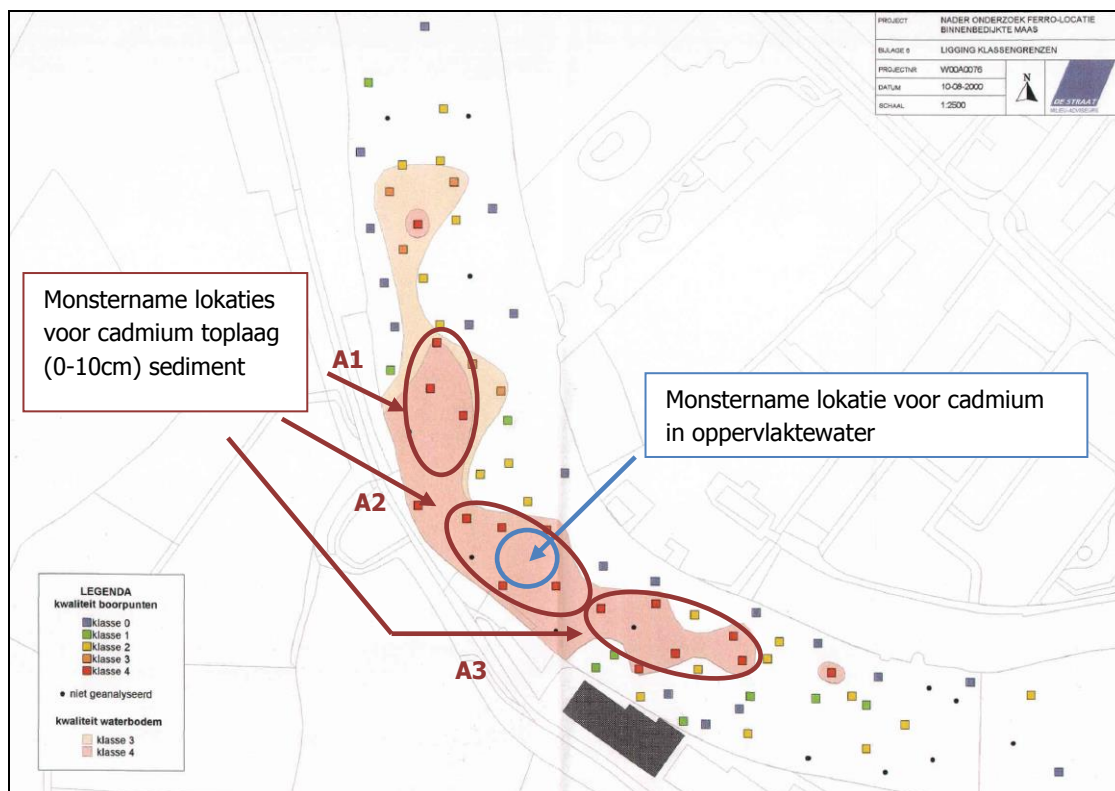 PROJECT NADER ONDERZOEK FERRO-LOCATIE
BINNENBEDIJKTE MAAS
BIJLAGE 6 LIGGING KLASSENGRENZEN
PROJECTNR W00A0076
DATUM 10-08-2000
SCHAAL 1:2500
N
DE STRAAT
MILIEU-ADVISEURS
Monstername lokaties
voor cadmium toplaag
(0-10cm) sediment
A1
Monstername lokatie voor cadmium
in oppervlaktewater
A2
A3
LEGENDA
kwaliteit boorpunten
klasse 0
klasse 1
klasse 2
klasse 3
klasse 4
niet geanalyseerd
kwaliteit waterbodem
klasse 3
klasse 4